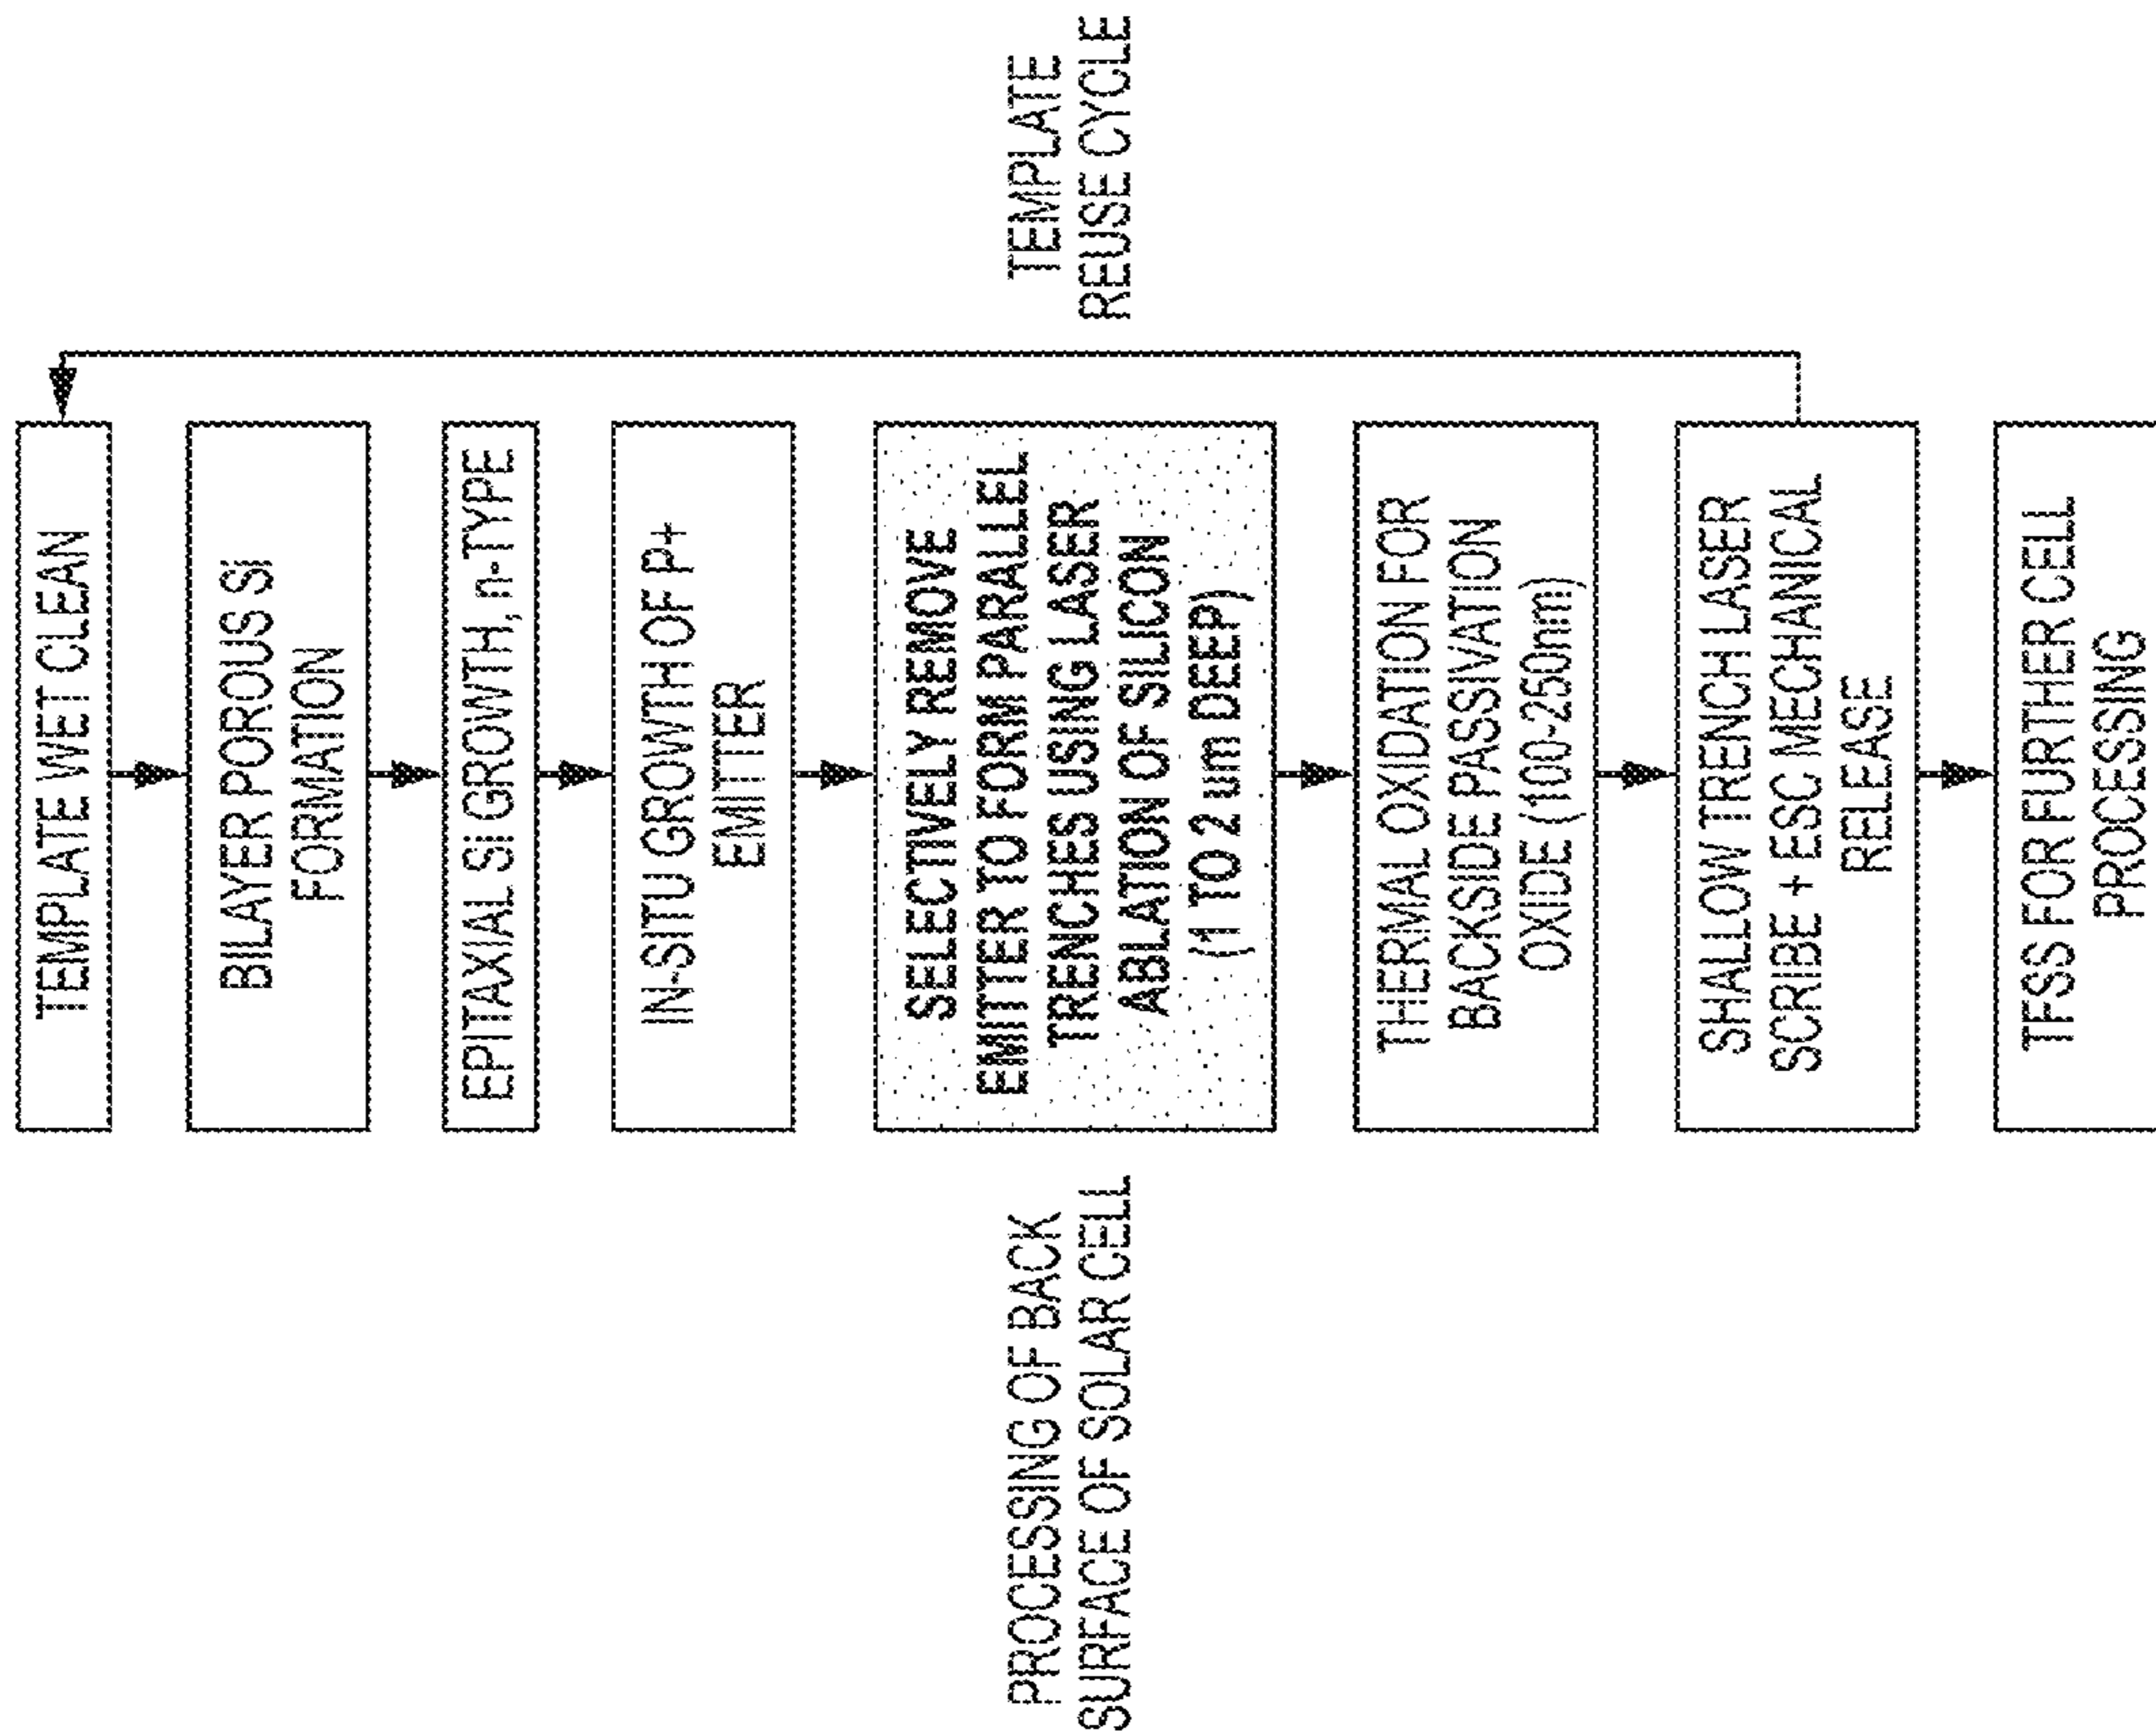 TEMPLATE WET CLEAN
BILAYER POROUS Si
FORMATION
EPITAXIAL Si GROWTH, n-TYPE
IN-SITU GROWTH OF P+
EMITTER
SELECTIVELY REMOVE
EMITTER TO FORM PARALLEL
TRENCHES USING LASER
ABLATION OF SILICON
(1 TO 2 um DEEP)
THERMAL OXIDATION FOR
BACKSIDE PASSIVATION
OXIDE (100-250nm)
SHALLOW TRENCH LASER
SCRIBE + ESC MECHANICAL
RELEASE
TFSS FOR FURTHER CELL
PROCESSING
PROCESSING OF BACK
SURFACE OF SOLAR CELL
TEMPLATE
REUSE CYCLE